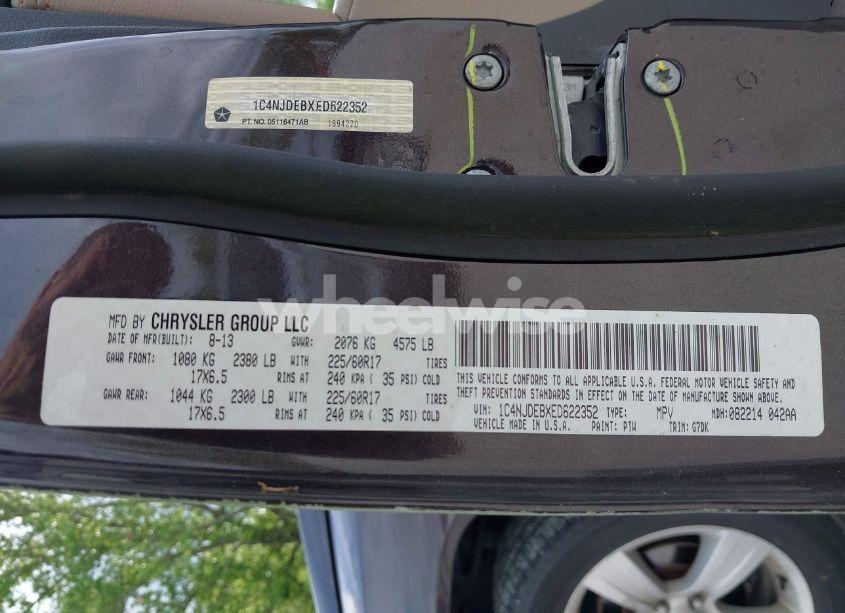 1C4NJDEBXED622352
PT. NO. 05116471AB 1994270
wheelwise
MFD BY CHRYSLER GROUP LLC
DATE OF MFR(BUILT): 8-13 GVWR: 2076 KG 4575 LB
GAWR FRONT: 1080 KG 2380 LB WITH 225/60R17 TIRES
17X6.5 RIMS AT 240 KPA ( 35 PSI) COLD
GAWR REAR: 1044 KG 2300 LB WITH 225/60R17 TIRES
17X6.5 RIMS AT 240 KPA ( 35 PSI) COLD
THIS VEHICLE CONFORMS TO ALL APPLICABLE U.S.A. FEDERAL MOTOR VEHICLE SAFETY AND
THEFT PREVENTION STANDARDS IN EFFECT ON THE DATE OF MANUFACTURE SHOWN ABOVE.
VIN: 1C4NJDEBXED622352 TYPE: MPV MDH: 082214 042AA
VEHICLE MADE IN U.S.A. PAINT: PTW TRIM: G7DK